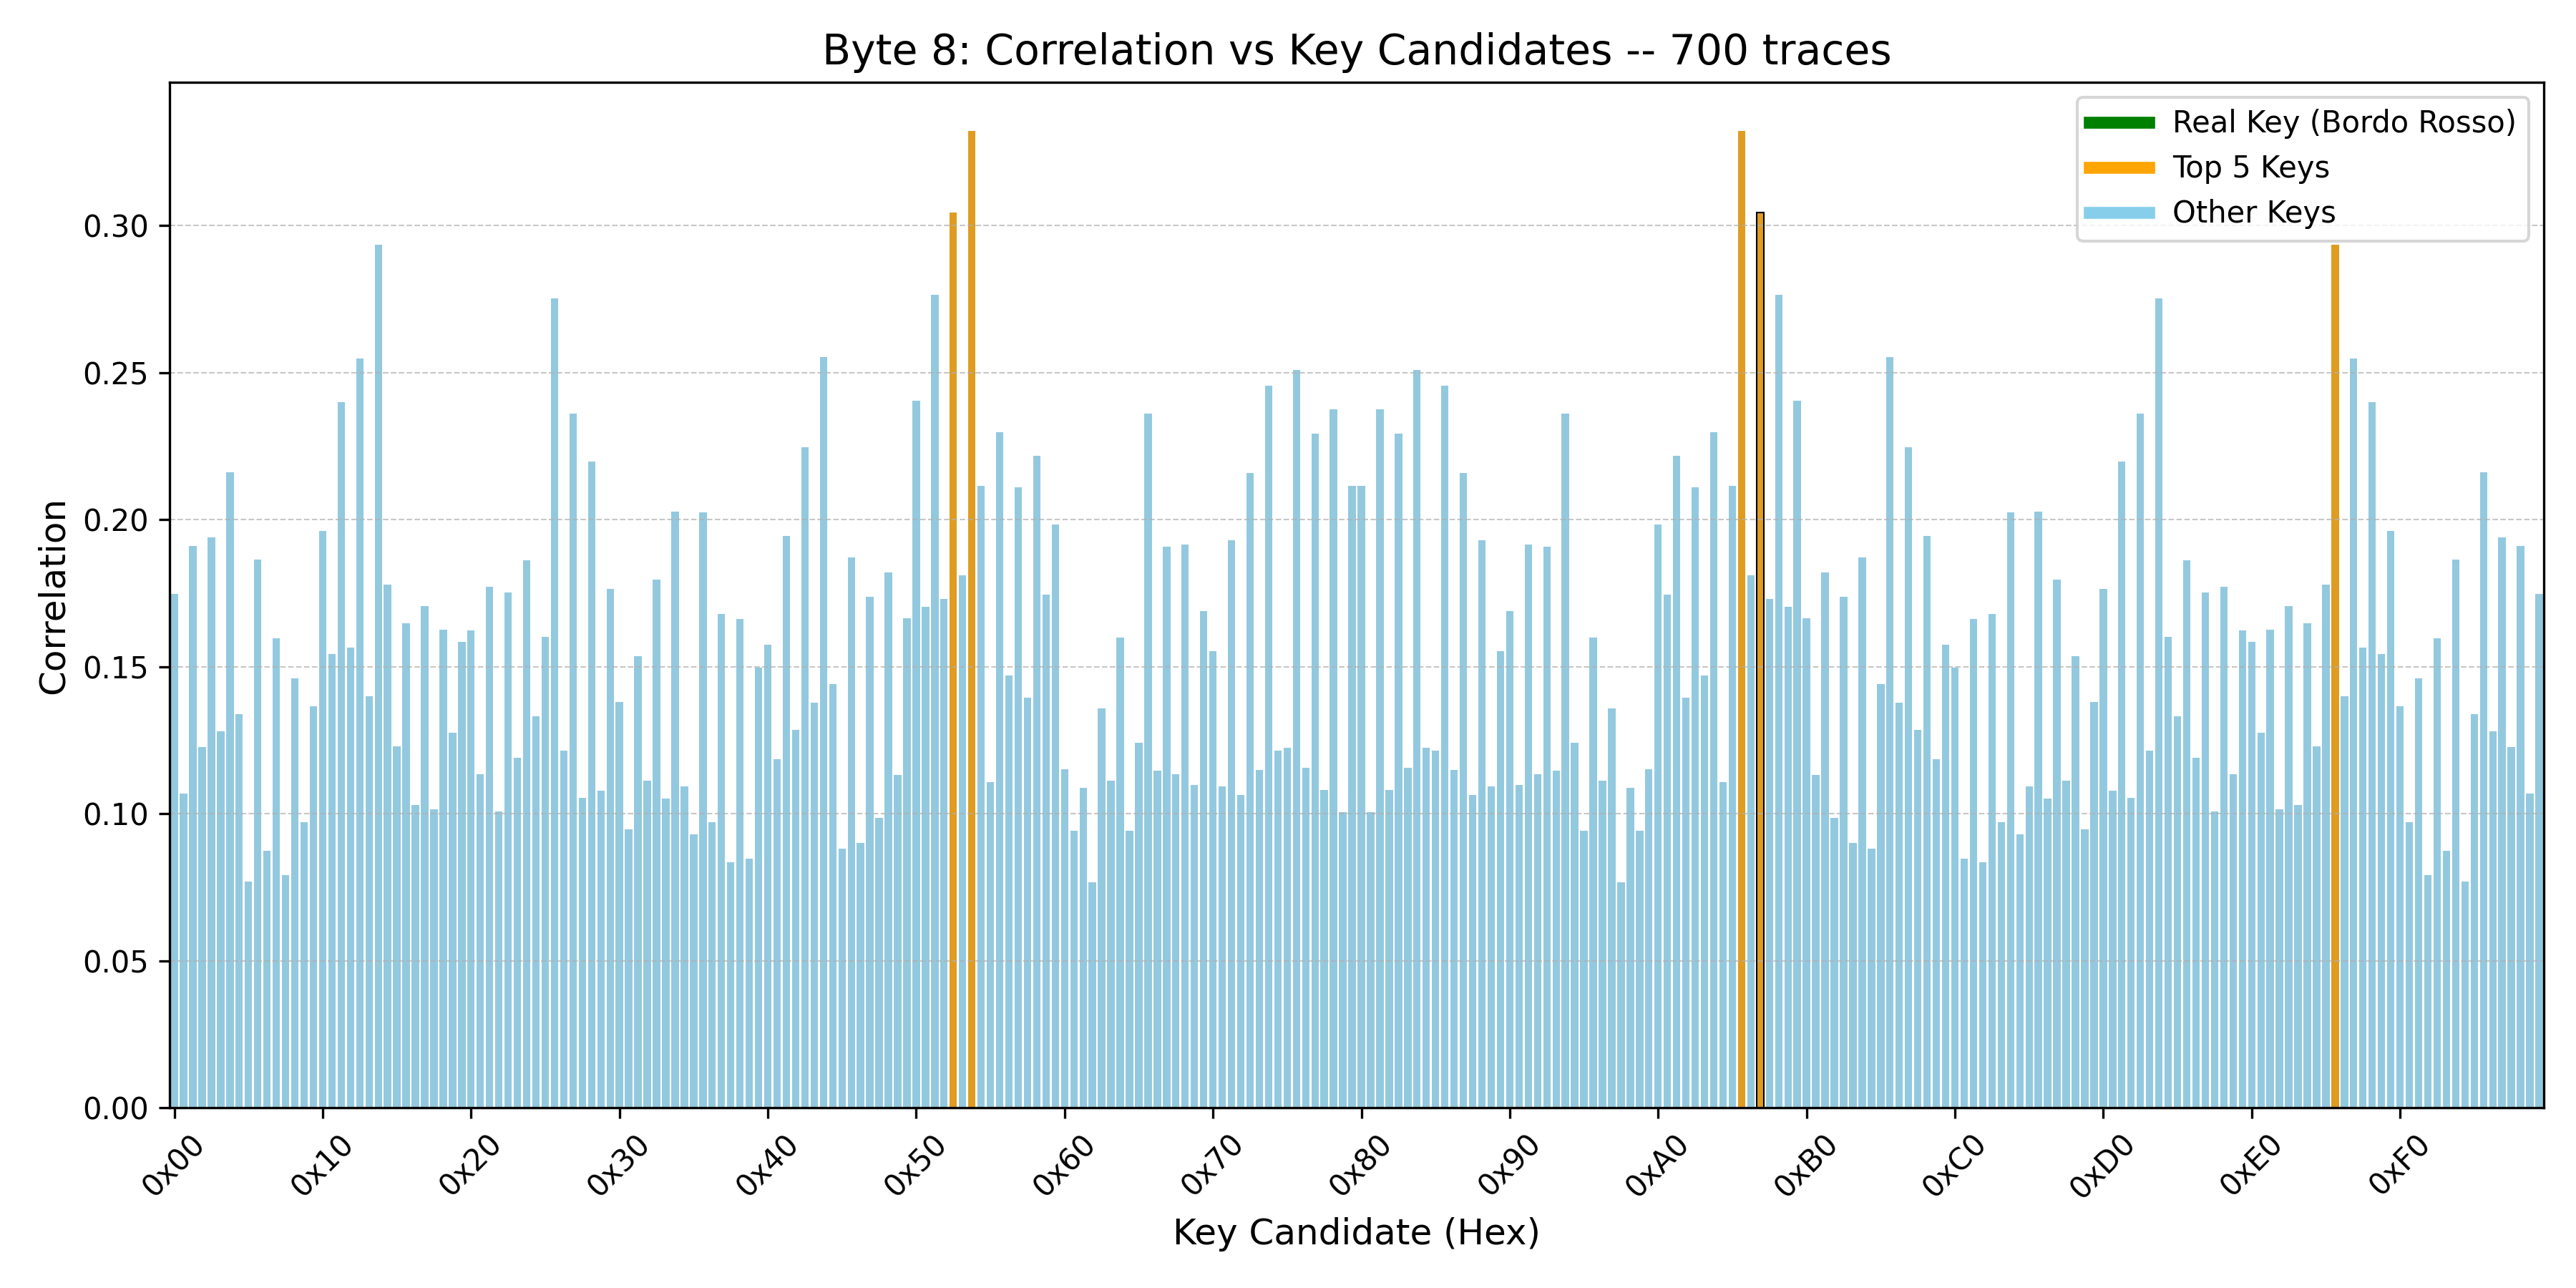 Byte 8: Correlation vs Key Candidates -- 700 traces
Real Key (Bordo Rosso)
Top 5 Keys
Other Keys
Correlation
0.30
0.25
0.20
0.15
0.10
0.05
0.00
0x00 0x10 0x20 0x30 0x40 0x50 0x60 0x70 0x80 0x90 0xA0 0xB0 0xC0 0xD0 0xE0 0xF0
Key Candidate (Hex)